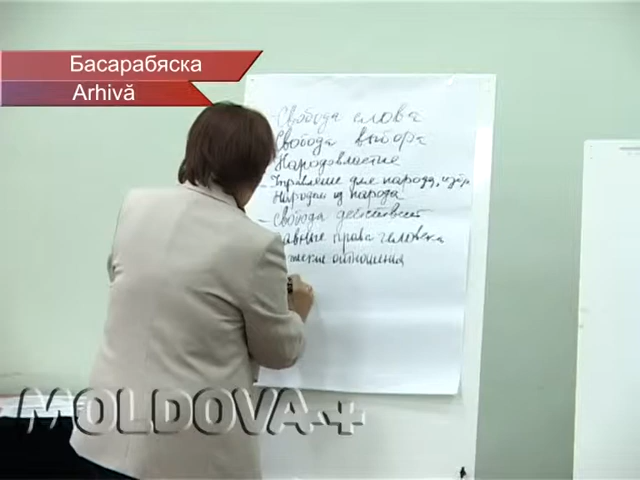 Басарабяска
Arhivă
- Свобода слова
Свобода выбора
Народовластие
- Управление для народа, через
народ и из народа
- Свобода действий
равные права человека
отношения
MOLDOVA.+